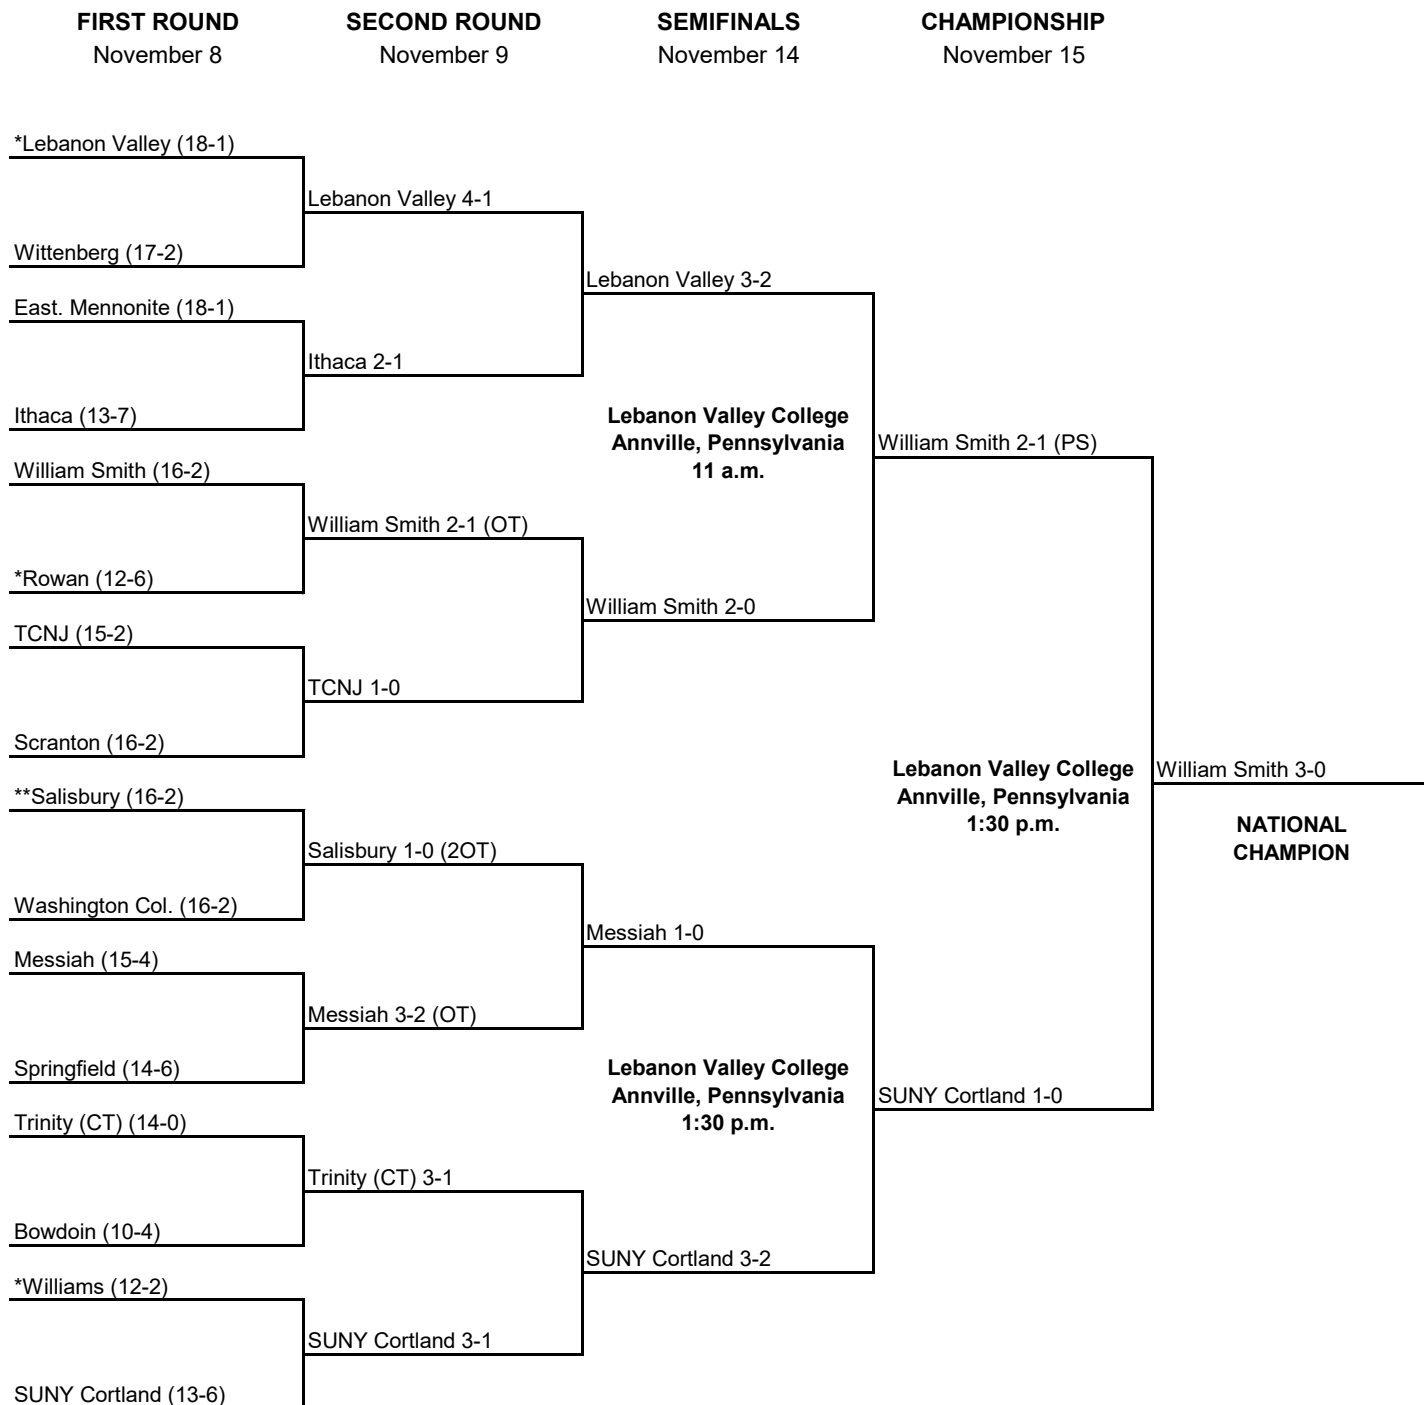 FIRST ROUND
November 8
SECOND ROUND
November 9
SEMIFINALS
November 14
CHAMPIONSHIP
November 15
*Lebanon Valley (18-1)
Lebanon Valley 4-1
Wittenberg (17-2)
Lebanon Valley 3-2
East. Mennonite (18-1)
Ithaca 2-1
Ithaca (13-7)
Lebanon Valley College
Annville, Pennsylvania
11 a.m.
William Smith 2-1 (PS)
William Smith (16-2)
William Smith 2-1 (OT)
*Rowan (12-6)
William Smith 2-0
TCNJ (15-2)
TCNJ 1-0
Scranton (16-2)
Lebanon Valley College
Annville, Pennsylvania
1:30 p.m.
William Smith 3-0
NATIONAL
CHAMPION
**Salisbury (16-2)
Salisbury 1-0 (2OT)
Washington Col. (16-2)
Messiah 1-0
Messiah (15-4)
Messiah 3-2 (OT)
Springfield (14-6)
Lebanon Valley College
Annville, Pennsylvania
1:30 p.m.
SUNY Cortland 1-0
Trinity (CT) (14-0)
Trinity (CT) 3-1
Bowdoin (10-4)
SUNY Cortland 3-2
*Williams (12-2)
SUNY Cortland 3-1
SUNY Cortland (13-6)